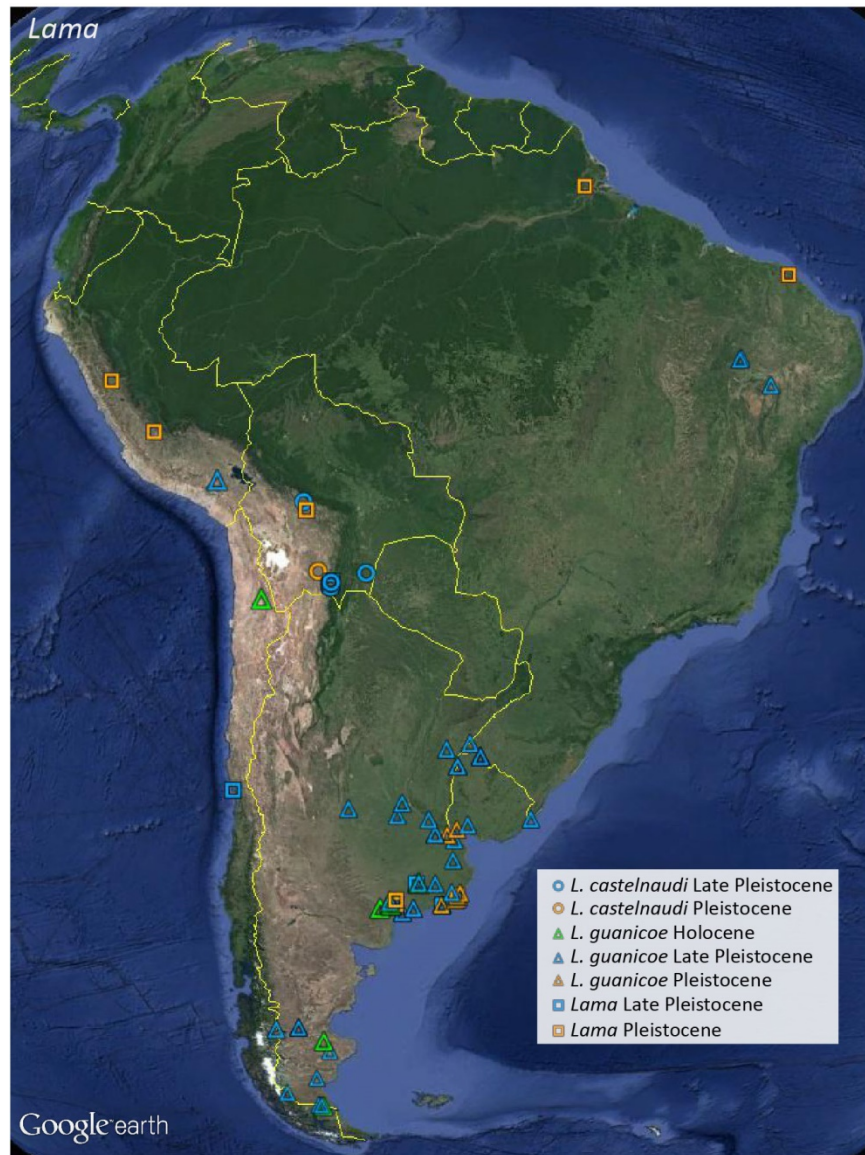 Lama
L. castelnaudi Late Pleistocene
L. castelnaudi Pleistocene
L. guanicoe Holocene
L. guanicoe Late Pleistocene
L. guanicoe Pleistocene
Lama Late Pleistocene
Lama Pleistocene
Google earth